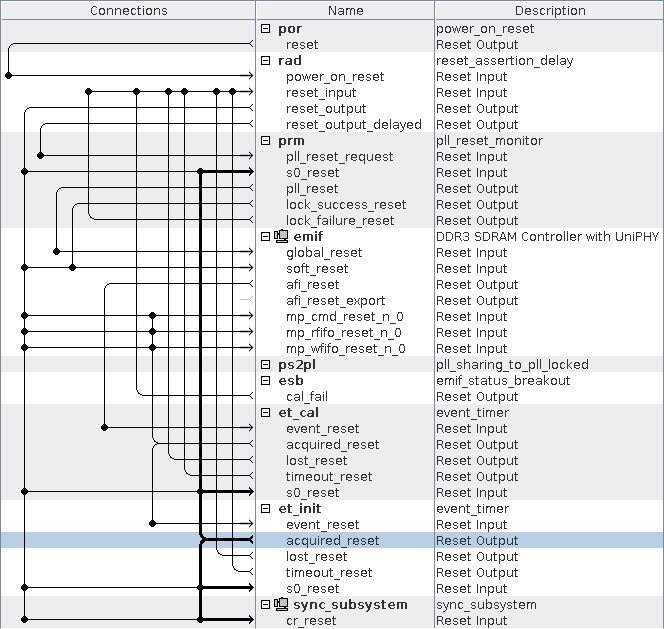 Connections Name Description
por power_on_reset
reset Reset Output
rad reset_assertion_delay
power_on_reset Reset Input
reset_input Reset Input
reset_output Reset Output
reset_output_delayed Reset Output
prm pll_reset_monitor
pll_reset_request Reset Input
s0_reset Reset Input
pll_reset Reset Output
lock_success_reset Reset Output
lock_failure_reset Reset Output
emif DDR3 SDRAM Controller with UniPHY
global_reset Reset Input
soft_reset Reset Input
afi_reset Reset Output
afi_reset_export Reset Output
mp_cmd_reset_n_0 Reset Input
mp_rfifo_reset_n_0 Reset Input
mp_wfifo_reset_n_0 Reset Input
ps2pl pll_sharing_to_pll_locked
esb emif_status_breakout
cal_fail Reset Output
et_cal event_timer
event_reset Reset Input
acquired_reset Reset Output
lost_reset Reset Output
timeout_reset Reset Output
s0_reset Reset Input
et_init event_timer
event_reset Reset Input
acquired_reset Reset Output
lost_reset Reset Output
timeout_reset Reset Output
s0_reset Reset Input
sync_subsystem sync_subsystem
cr_reset Reset Input